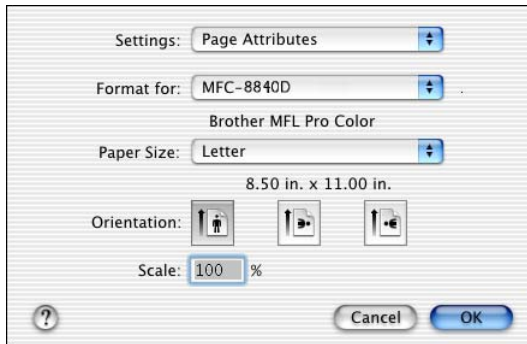 Settings: Page Attributes
Format for: MFC-8840D
Brother MFL Pro Color
Paper Size: Letter
8.50 in. x 11.00 in.
Orientation:
Scale: 100 %
? Cancel OK